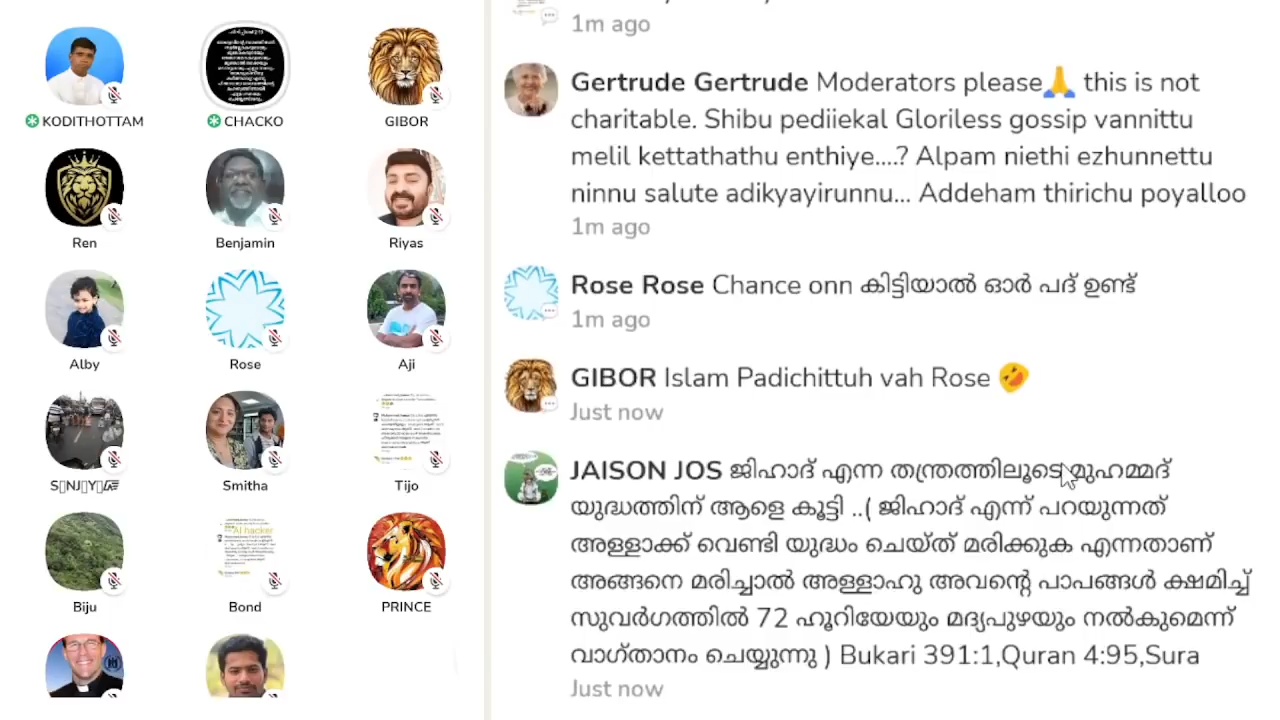 KODITHOTTAM
CHACKO
GIBOR
Ren
Benjamin
Riyas
Alby
Rose
Aji
Smitha
Tijo
AI hacker
Biju
Bond
PRINCE
1m ago
Gertrude Gertrude Moderators please🙏 this is not
charitable. Shibu pediiekal Gloriless gossip vannittu
melil kettathathu enthiye....? Alpam niethi ezhunnettu
ninnu salute adikyayirunnu... Addeham thirichu poyalloo
1m ago
Rose Rose Chance onn കിട്ടിയാൽ ഓർ പദ് ഉണ്ട്
1m ago
GIBOR Islam Padichittuh vah Rose 🤣
Just now
JAISON JOS ജിഹാദ് എന്ന തന്ത്രത്തിലൂടെ മുഹമ്മദ്
യുദ്ധത്തിന് ആളെ കൂട്ടി ..( ജിഹാദ് എന്ന് പറയുന്നത്
അള്ളാക്ക് വെണ്ടി യുദ്ധം ചെയ്ത് മരിക്കുക എന്നതാണ്
അങ്ങനെ മരിച്ചാൽ അള്ളാഹു അവന്റെ പാപങ്ങൾ ക്ഷമിച്ച്
സുവർഗത്തിൽ 72 ഹൂറിയേയും മദ്യപുഴയും നൽകുമെന്ന്
വാഗ്താനം ചെയ്യുന്നു ) Bukari 391:1,Quran 4:95,Sura
Just now